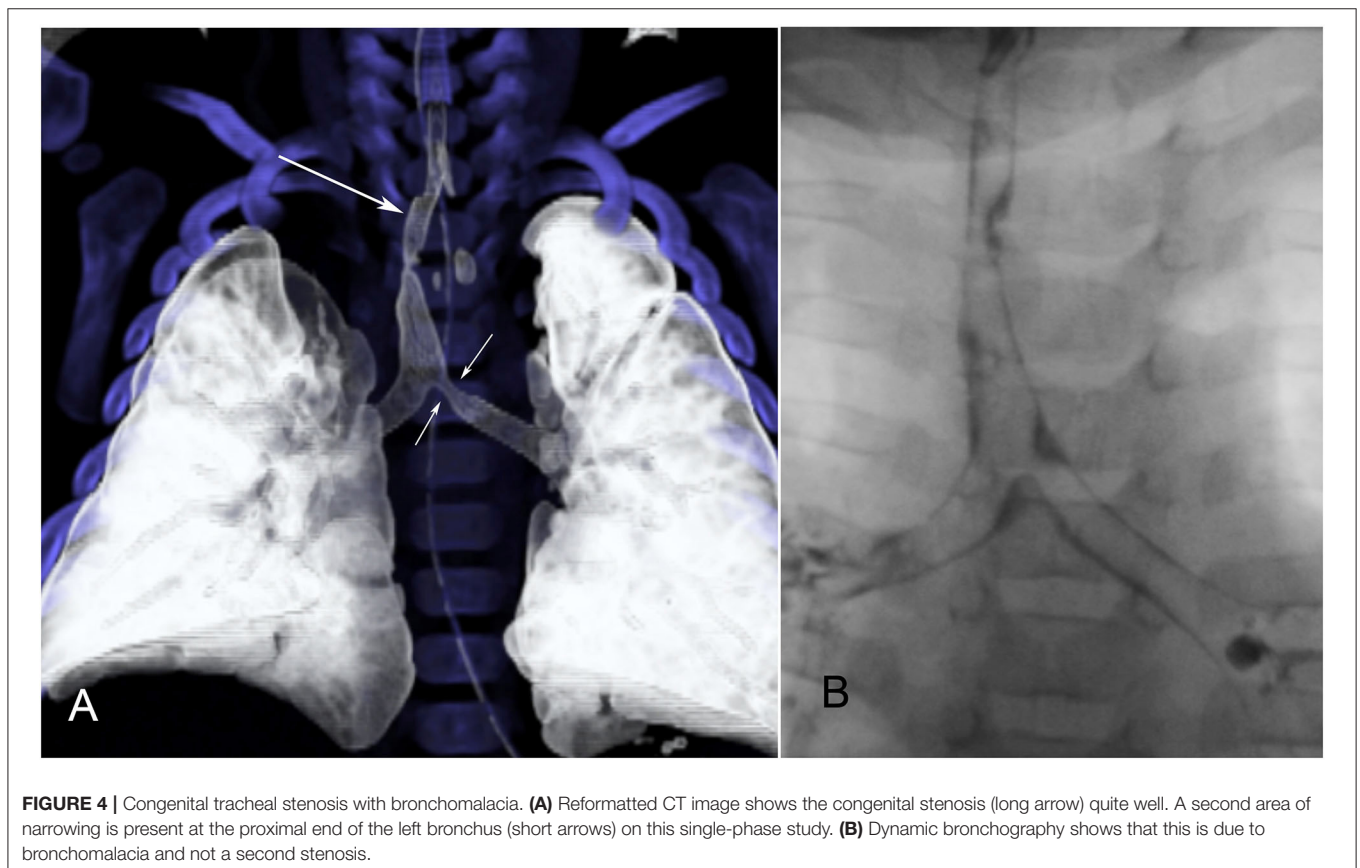 A
B
FIGURE 4 | Congenital tracheal stenosis with bronchomalacia. (A) Reformatted CT image shows the congenital stenosis (long arrow) quite well. A second area of
narrowing is present at the proximal end of the left bronchus (short arrows) on this single-phase study. (B) Dynamic bronchography shows that this is due to
bronchomalacia and not a second stenosis.